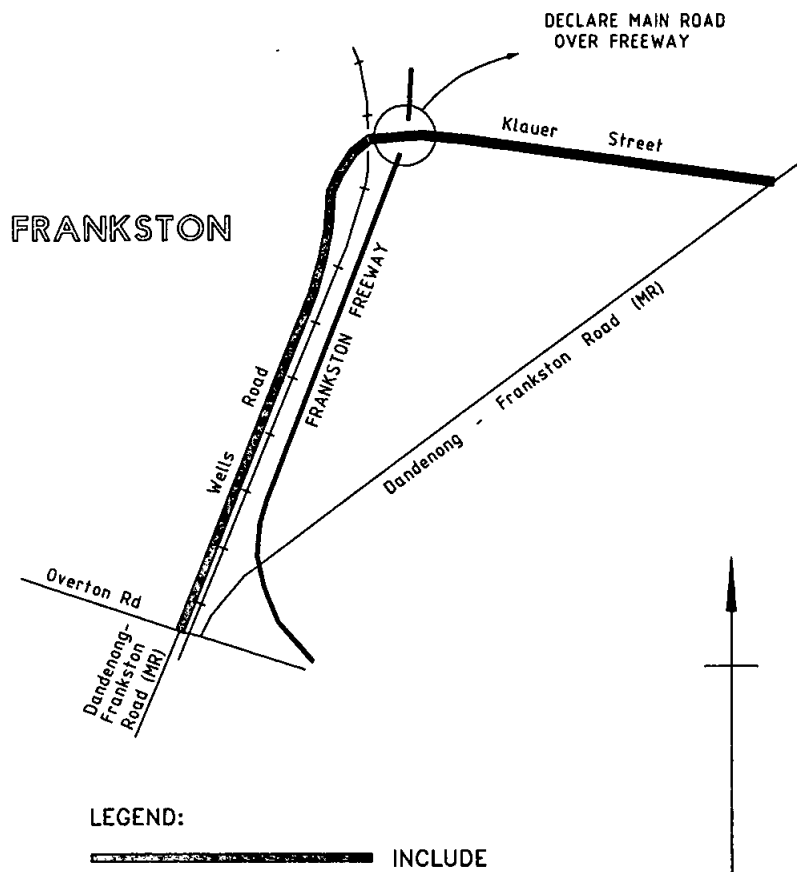 DECLARE MAIN ROAD
OVER FREEWAY
Klauer Street
FRANKSTON
FRANKSTON FREEWAY
Wells Road
Dandenong - Frankston Road (MR)
Overton Rd
Dandenong-
Frankston
Road (MR)
LEGEND:
INCLUDE